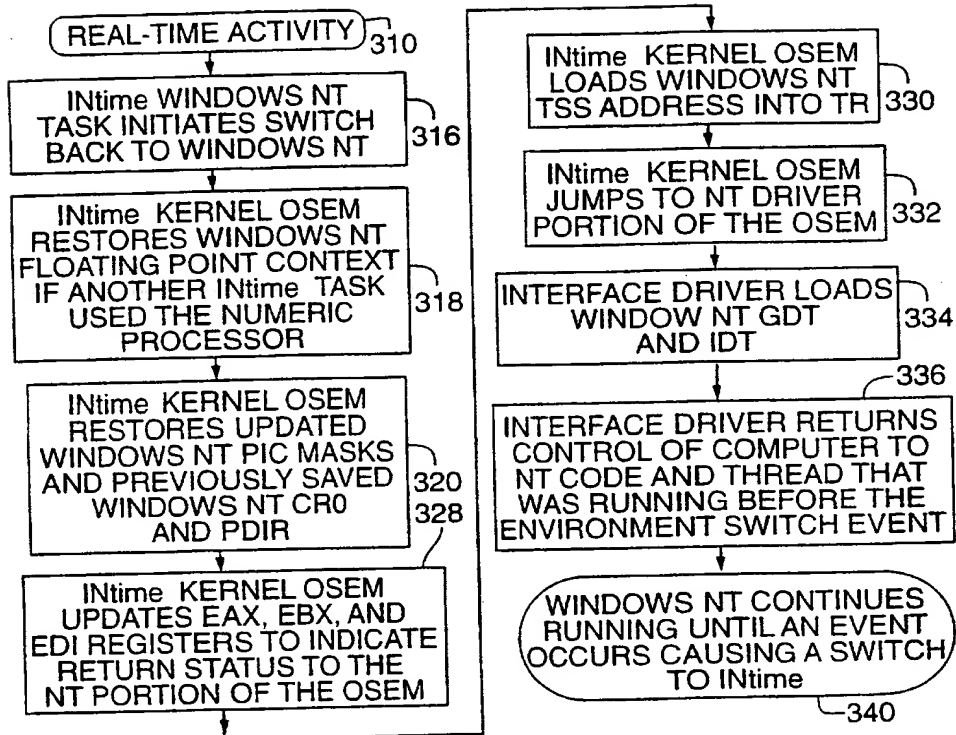 REAL-TIME ACTIVITY
310
INtime WINDOWS NT
TASK INITIATES SWITCH
BACK TO WINDOWS NT
316
INtime KERNEL OSEM
RESTORES WINDOWS NT
FLOATING POINT CONTEXT
IF ANOTHER INtime TASK
USED THE NUMERIC
PROCESSOR
318
INtime KERNEL OSEM
RESTORES UPDATED
WINDOWS NT PIC MASKS
AND PREVIOUSLY SAVED
WINDOWS NT CR0
AND PDIR
320
328
INtime KERNEL OSEM
UPDATES EAX, EBX, AND
EDI REGISTERS TO INDICATE
RETURN STATUS TO THE
NT PORTION OF THE OSEM
INtime KERNEL OSEM
LOADS WINDOWS NT
TSS ADDRESS INTO TR
330
INtime KERNEL OSEM
JUMPS TO NT DRIVER
PORTION OF THE OSEM
332
INTERFACE DRIVER LOADS
WINDOW NT GDT
AND IDT
334
336
INTERFACE DRIVER RETURNS
CONTROL OF COMPUTER TO
NT CODE AND THREAD THAT
WAS RUNNING BEFORE THE
ENVIRONMENT SWITCH EVENT
WINDOWS NT CONTINUES
RUNNING UNTIL AN EVENT
OCCURS CAUSING A SWITCH
TO INtime
340